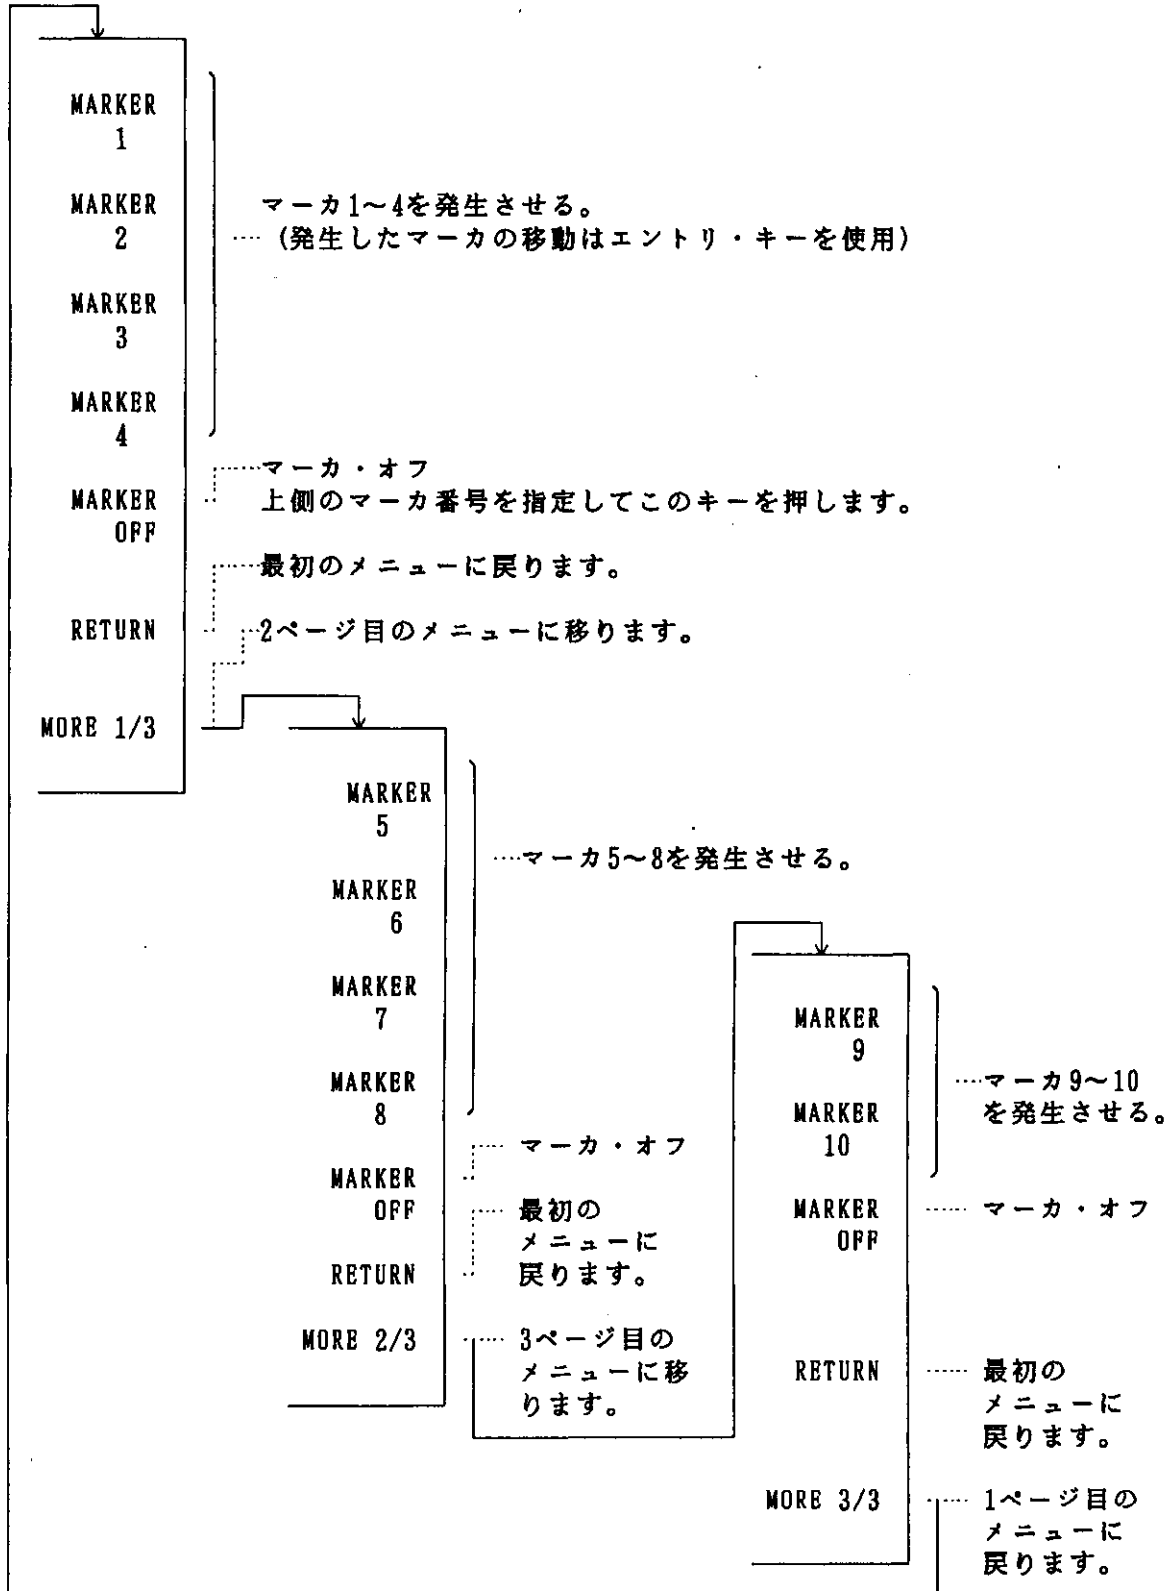 MARKER
1
MARKER
2
MARKER
3
MARKER
4
MARKER
OFF
RETURN
MORE 1/3
マーカ1〜4を発生させる。
(発生したマーカの移動はエントリ・キーを使用)
マーカ・オフ
上側のマーカ番号を指定してこのキーを押します。
最初のメニューに戻ります。
2ページ目のメニューに移ります。
MARKER
5
MARKER
6
MARKER
7
MARKER
8
MARKER
OFF
RETURN
MORE 2/3
マーカ5〜8を発生させる。
マーカ・オフ
最初の
メニューに
戻ります。
3ページ目の
メニューに移
ります。
MARKER
9
MARKER
10
MARKER
OFF
RETURN
MORE 3/3
マーカ9〜10
を発生させる。
マーカ・オフ
最初の
メニューに
戻ります。
1ページ目の
メニューに
戻ります。